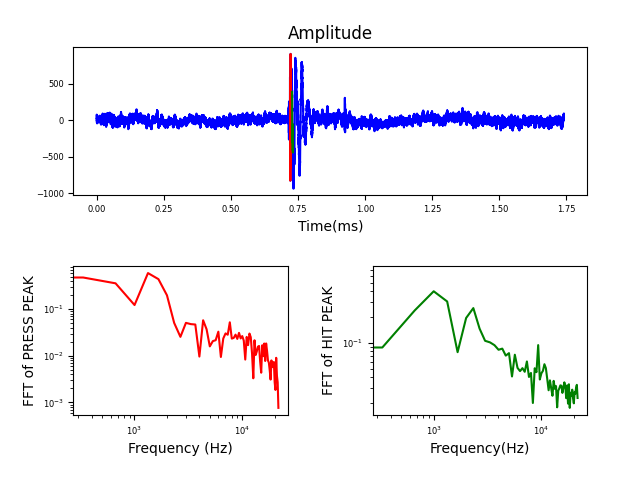 Amplitude
500
0
−500
−1000
0.00 0.25 0.50 0.75 1.00 1.25 1.50 1.75
Time(ms)
FFT of PRESS PEAK
10⁻¹
10⁻²
10⁻³
10³ 10⁴
Frequency (Hz)
FFT of HIT PEAK
10⁻¹
10³ 10⁴
Frequency(Hz)